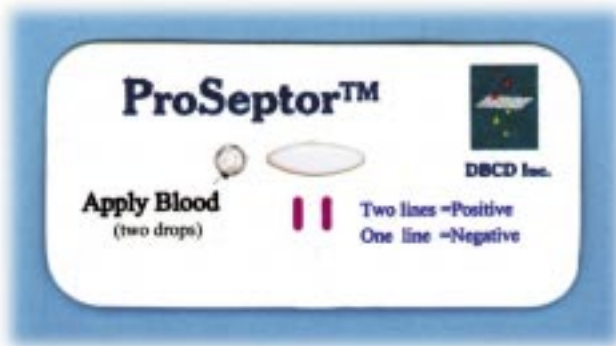 ProSeptor™
DBCD Inc.
Apply Blood
(two drops)
Two lines =Positive
One line =Negative